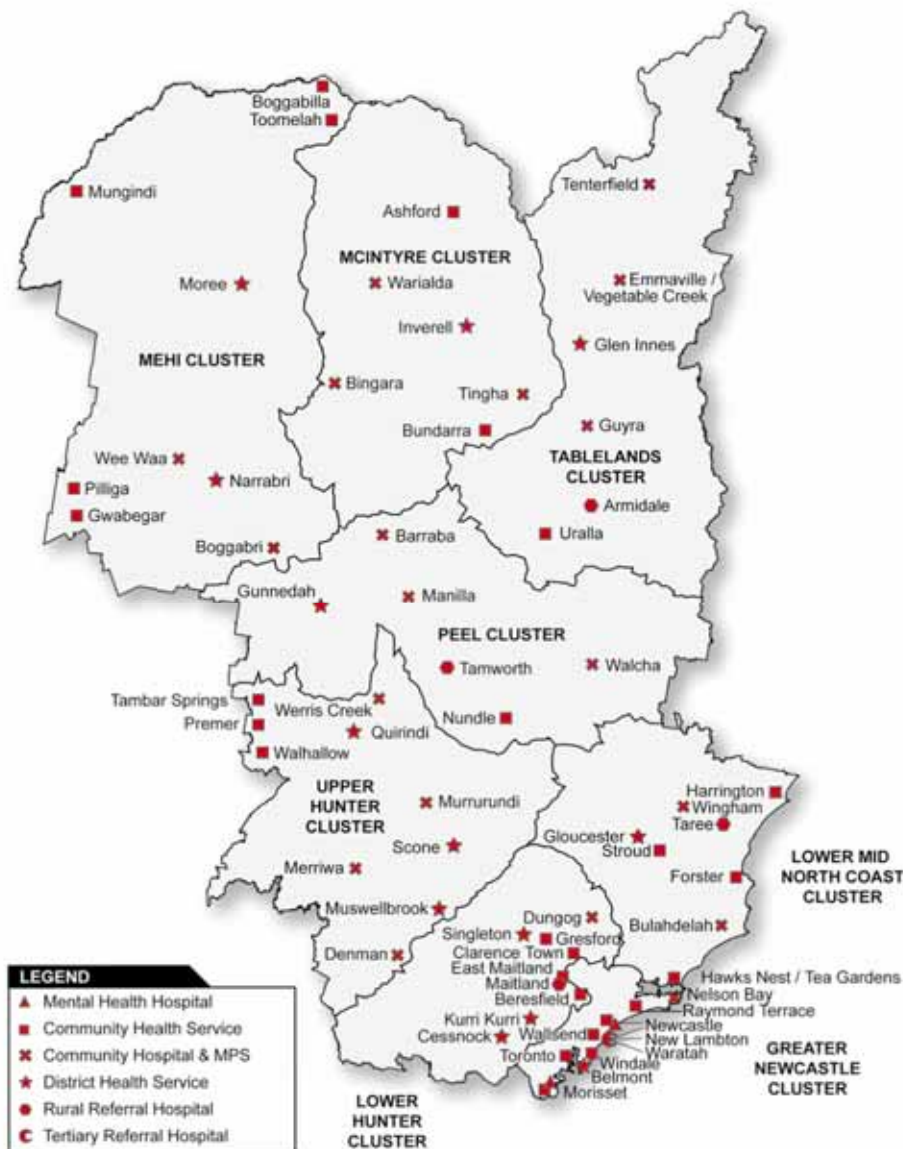 Boggabilla
Toomelah
Mungindi
Tenterfield
Ashford
MCINTYRE CLUSTER
Moree
Warialda
Emmaville /
Vegetable Creek
Inverell
Glen Innes
MEHI CLUSTER
Bingara
Tingha
Bundarra
Guyra
Wee Waa
TABLELANDS
CLUSTER
Narrabri
Pilliga
Armidale
Gwabegar
Uralla
Barraba
Boggabri
Gunnedah
Manilla
PEEL CLUSTER
Tamworth
Walcha
Tambar Springs
Werris Creek
Nundle
Premer
Quirindi
Walhallow
UPPER
HUNTER
CLUSTER
Harrington
Wingham
Murrurundi
Taree
Gloucester
Scone
Stroud
LOWER MID
NORTH COAST
CLUSTER
Merriwa
Forster
Muswellbrook
Dungog
Bulahdelah
Singleton
Gresford
Denman
Clarence Town
East Maitland
Maitland
Beresfield
Hawks Nest / Tea Gardens
Nelson Bay
Raymond Terrace
Kurri Kurri
Newcastle
Cessnock
Wallsend
New Lambton
Waratah
Toronto
Windale
Belmont
Morisset
GREATER
NEWCASTLE
CLUSTER
LOWER
HUNTER
CLUSTER
LEGEND
Mental Health Hospital
Community Health Service
Community Hospital & MPS
District Health Service
Rural Referral Hospital
Tertiary Referral Hospital